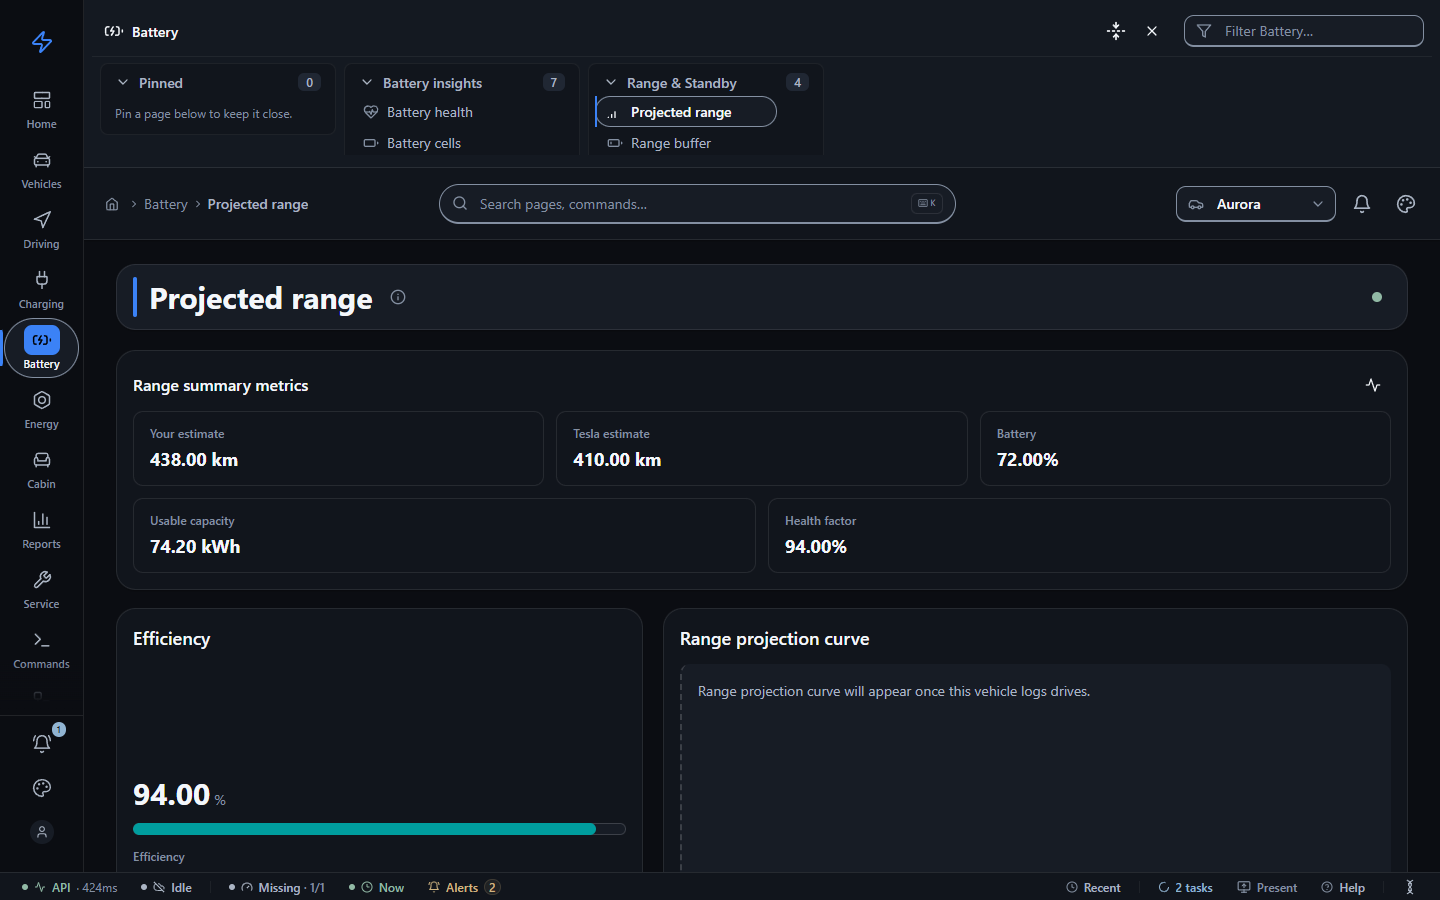 Battery
Filter Battery...
Pinned 0
Pin a page below to keep it close.
Battery insights 7
Battery health
Battery cells
Range & Standby 4
Projected range
Range buffer
Home
Vehicles
Driving
Charging
Battery
Energy
Cabin
Reports
Service
Commands
1
Battery
Projected range
Search pages, commands...
K
Aurora
Projected range
Range summary metrics
Your estimate
438.00 km
Tesla estimate
410.00 km
Battery
72.00%
Usable capacity
74.20 kWh
Health factor
94.00%
Efficiency
94.00 %
Efficiency
Range projection curve
Range projection curve will appear once this vehicle logs drives.
API · 424ms
Idle
Missing · 1/1
Now
Alerts 2
Recent
2 tasks
Present
Help